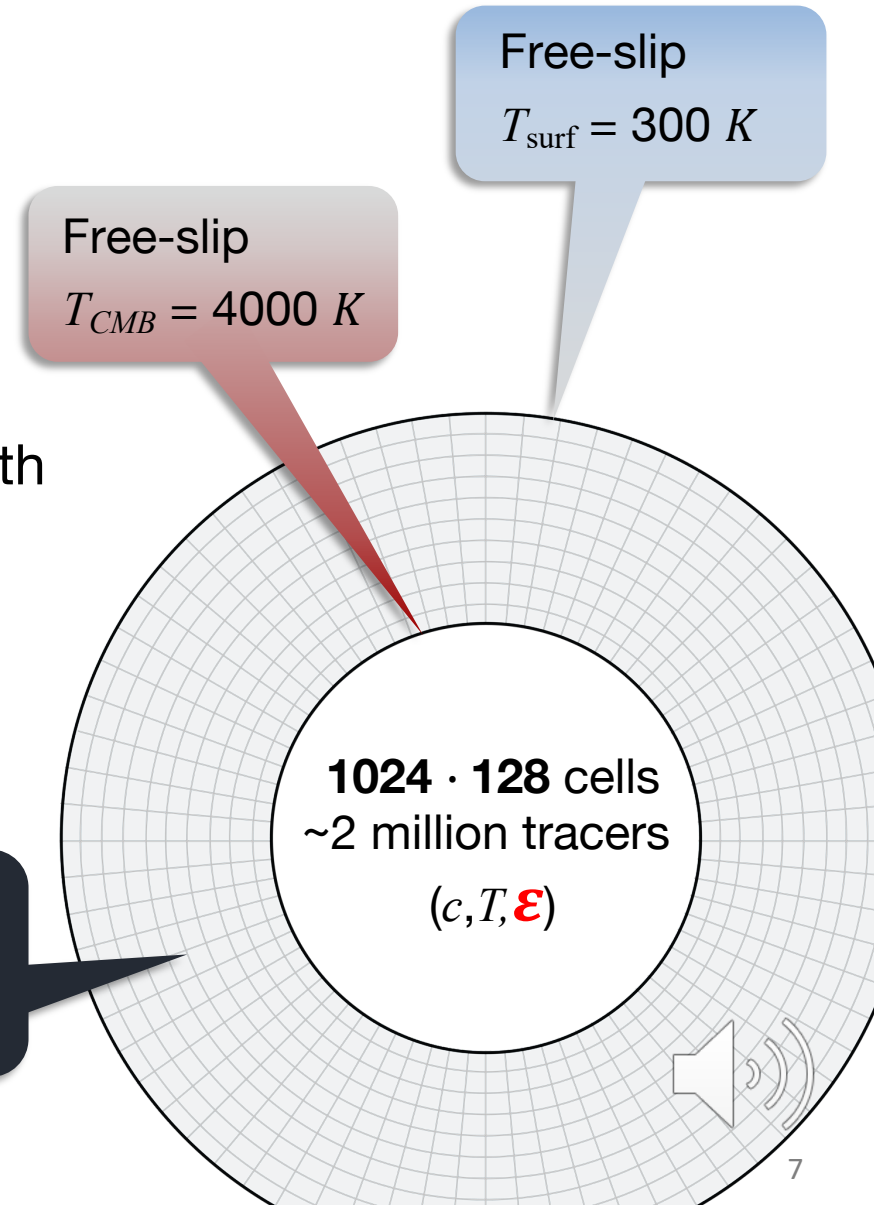 Free-slip
T_surf = 300 K
Free-slip
T_CMB = 4000 K
th
1024 · 128 cells
~2 million tracers
(c,T,ε)
7